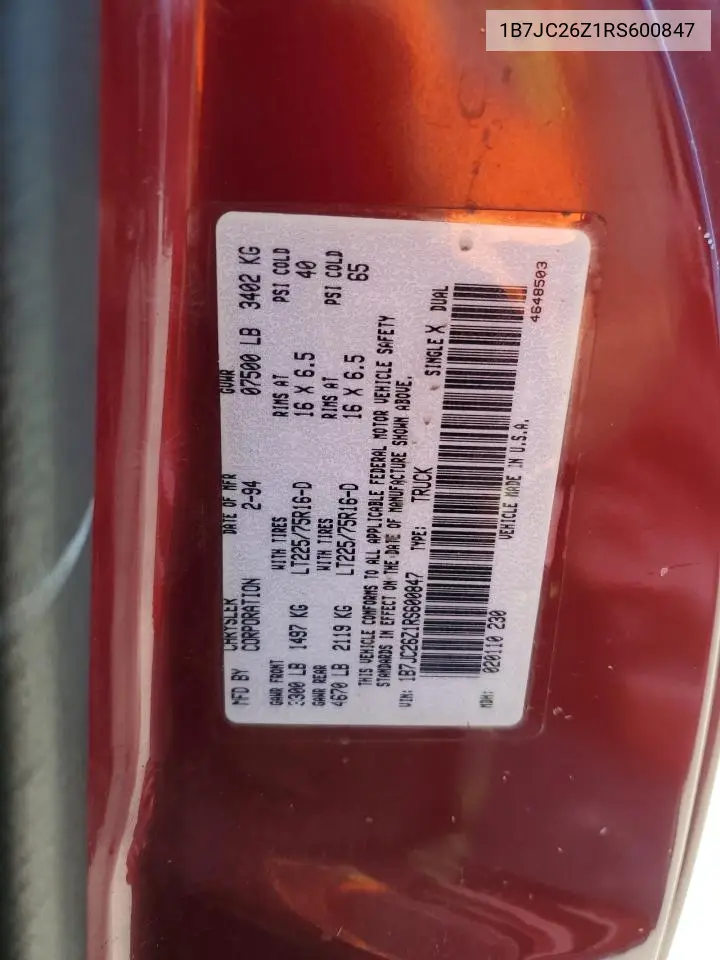 1B7JC26Z1RS600847
MFD BY CHRYSLER CORPORATION DATE OF MFR 2-94 GVWR 07500 LB 3402 KG
GAWR FRONT WITH TIRES RIMS AT PSI COLD
3300 LB 1497 KG LT225/75R16-D 16 X 6.5 40
GAWR REAR WITH TIRES RIMS AT PSI COLD
4670 LB 2119 KG LT225/75R16-D 16 X 6.5 65
THIS VEHICLE CONFORMS TO ALL APPLICABLE FEDERAL MOTOR VEHICLE SAFETY
STANDARDS IN EFFECT ON THE DATE OF MANUFACTURE SHOWN ABOVE.
VIN: 1B7JC26Z1RS600847 TYPE: TRUCK SINGLE X DUAL
MDH: 020110 230 VEHICLE MADE IN U.S.A. 4648503